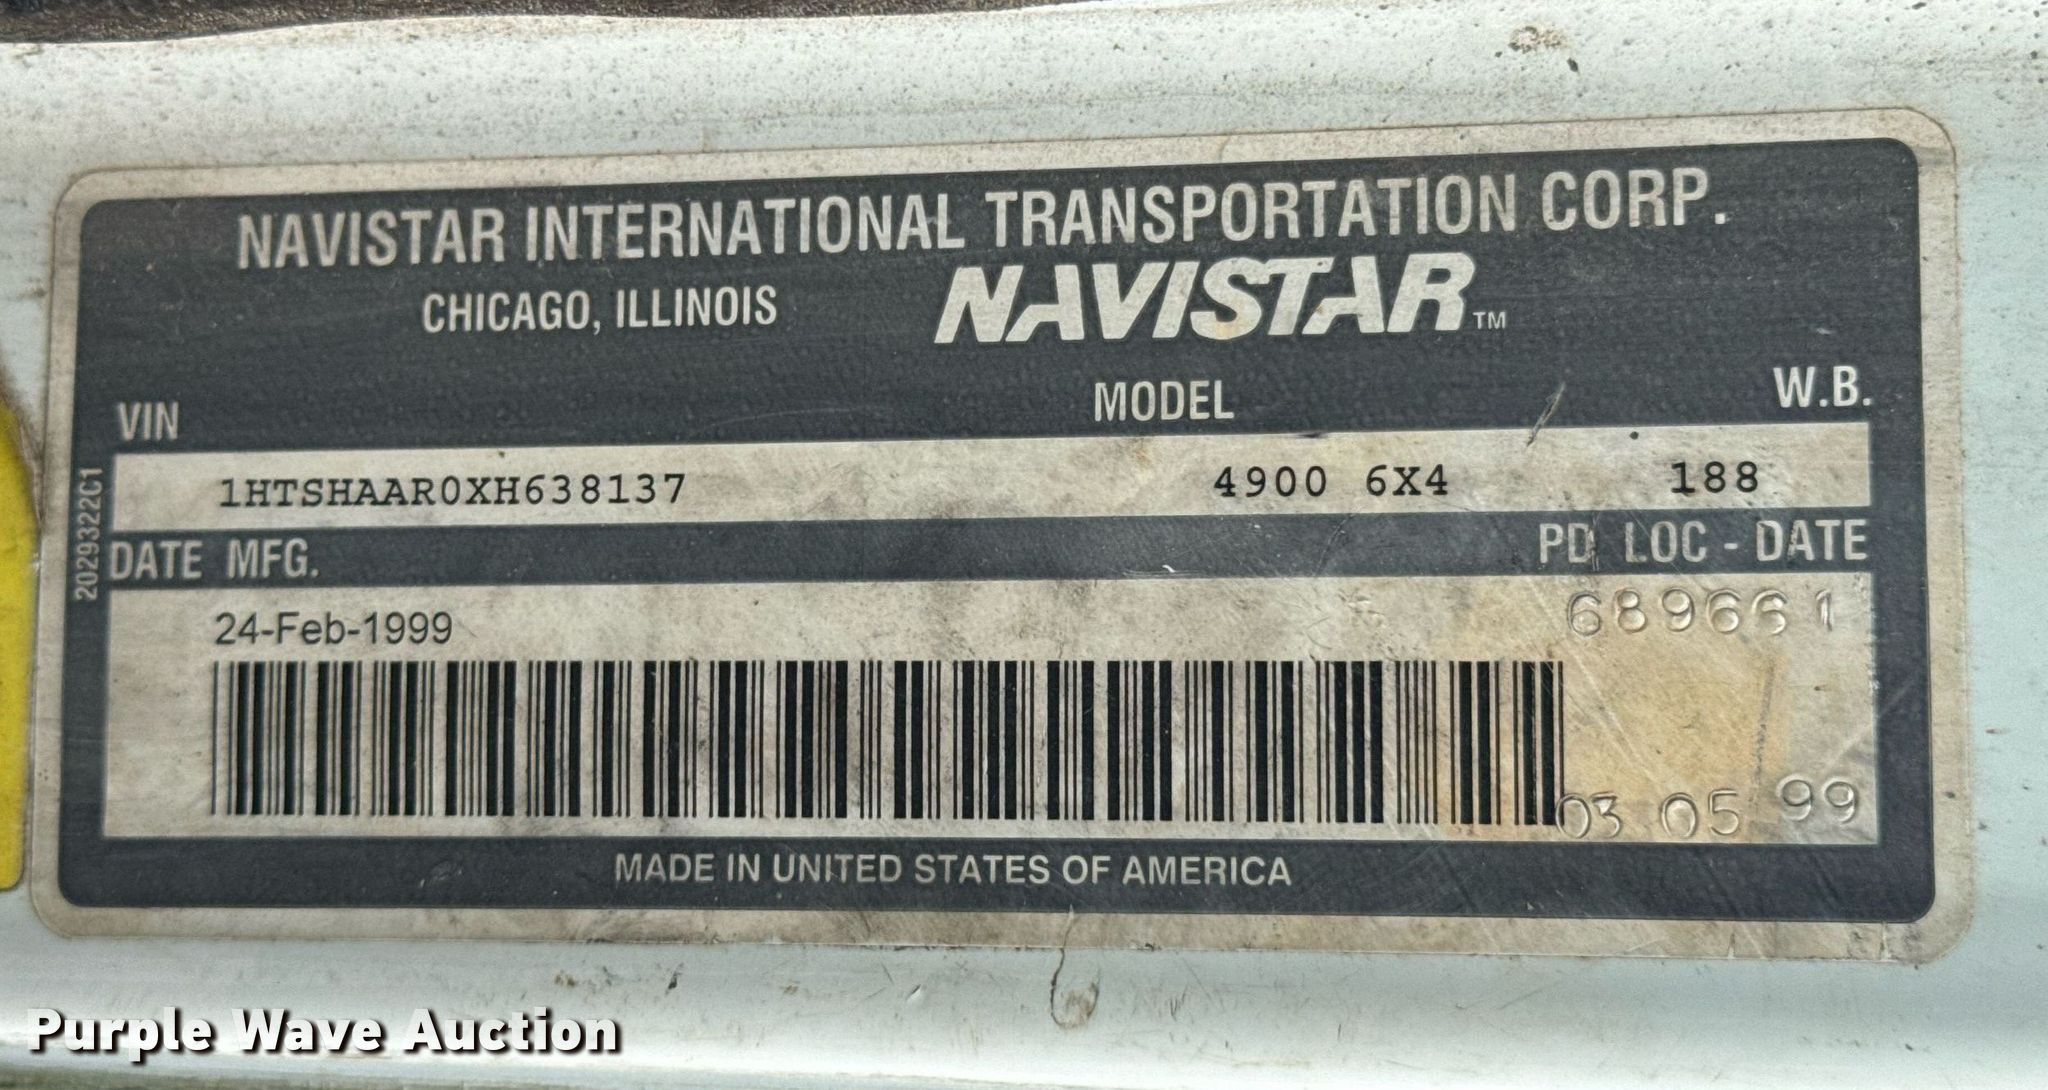 NAVISTAR INTERNATIONAL TRANSPORTATION CORP.
CHICAGO, ILLINOIS
NAVISTAR™
VIN
MODEL
W.B.
1HTSHAAR0XH638137
4900 6X4
188
DATE MFG.
PD LOC - DATE
24-Feb-1999
689661
03 05 99
MADE IN UNITED STATES OF AMERICA
2029322C1
Purple Wave Auction